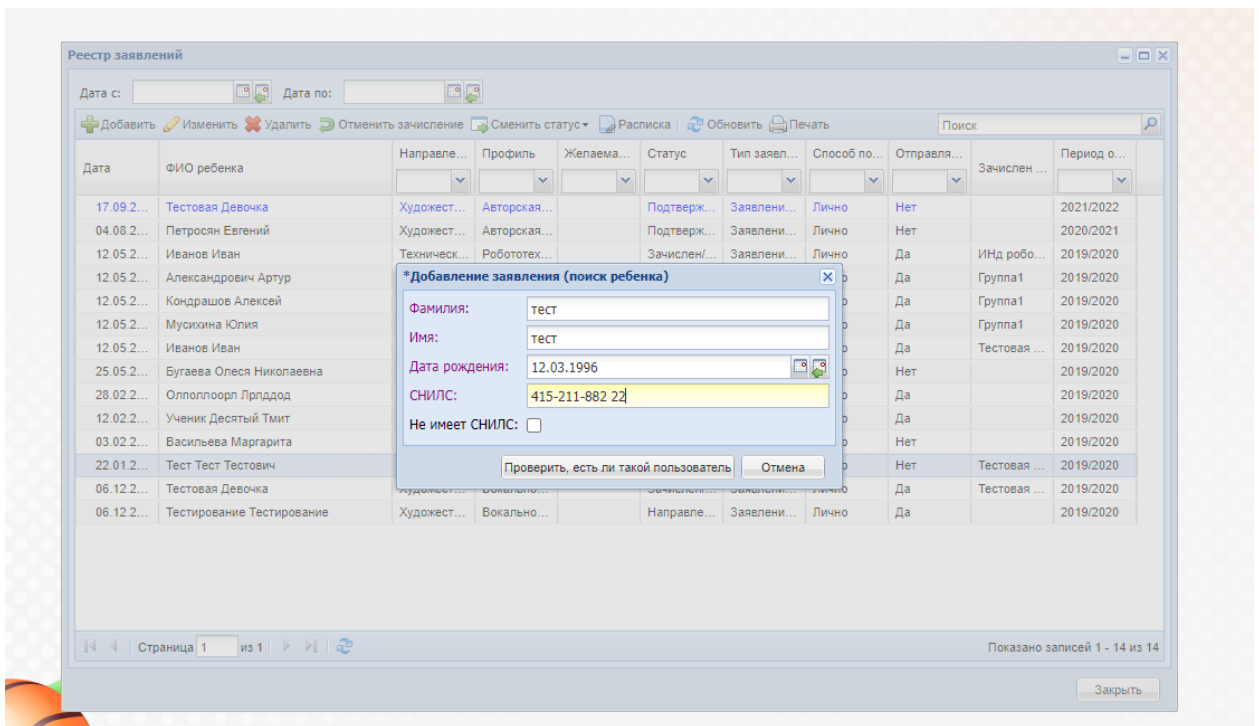 Реестр заявлений
Дата с: Дата по:
Добавить Изменить Удалить Отменить зачисление Сменить статус Расписка Обновить Печать Поиск
Дата ФИО ребенка Направле... Профиль Желаема... Статус Тип заявл... Способ по... Отправля... Зачислен ... Период о...
17.09.2... Тестовая Девочка Художест... Авторская... Подтверж... Заявлени... Лично Нет 2021/2022
04.08.2... Петросян Евгений Художест... Авторская... Подтверж... Заявлени... Лично Нет 2020/2021
12.05.2... Иванов Иван Техническ... Робототех... Зачислен/... Заявлени... Лично Да ИНд робо... 2019/2020
*Добавление заявления (поиск ребенка)
12.05.2... Александрович Артур Да Группа1 2019/2020
12.05.2... Кондрашов Алексей Да Группа1 2019/2020
Фамилия: тест
12.05.2... Мусихина Юлия Да Группа1 2019/2020
Имя: тест
12.05.2... Иванов Иван Да Тестовая ... 2019/2020
Дата рождения: 12.03.1996
25.05.2... Бугаева Олеся Николаевна Нет 2019/2020
СНИЛС: 415-211-882 22
28.02.2... Олполлоорл Лрлддод Да 2019/2020
12.02.2... Ученик Десятый Тмит Да 2019/2020
Не имеет СНИЛС:
03.02.2... Васильева Маргарита Нет 2019/2020
22.01.2... Тест Тест Тестович Нет Тестовая ... 2019/2020
Проверить, есть ли такой пользователь Отмена
06.12.2... Тестовая Девочка Художест... Вокально... Зачислен/... Заявлени... Лично Да Тестовая ... 2019/2020
06.12.2... Тестирование Тестирование Художест... Вокально... Направле... Заявлени... Лично Да 2019/2020
Страница 1 из 1 Показано записей 1 - 14 из 14
Закрыть